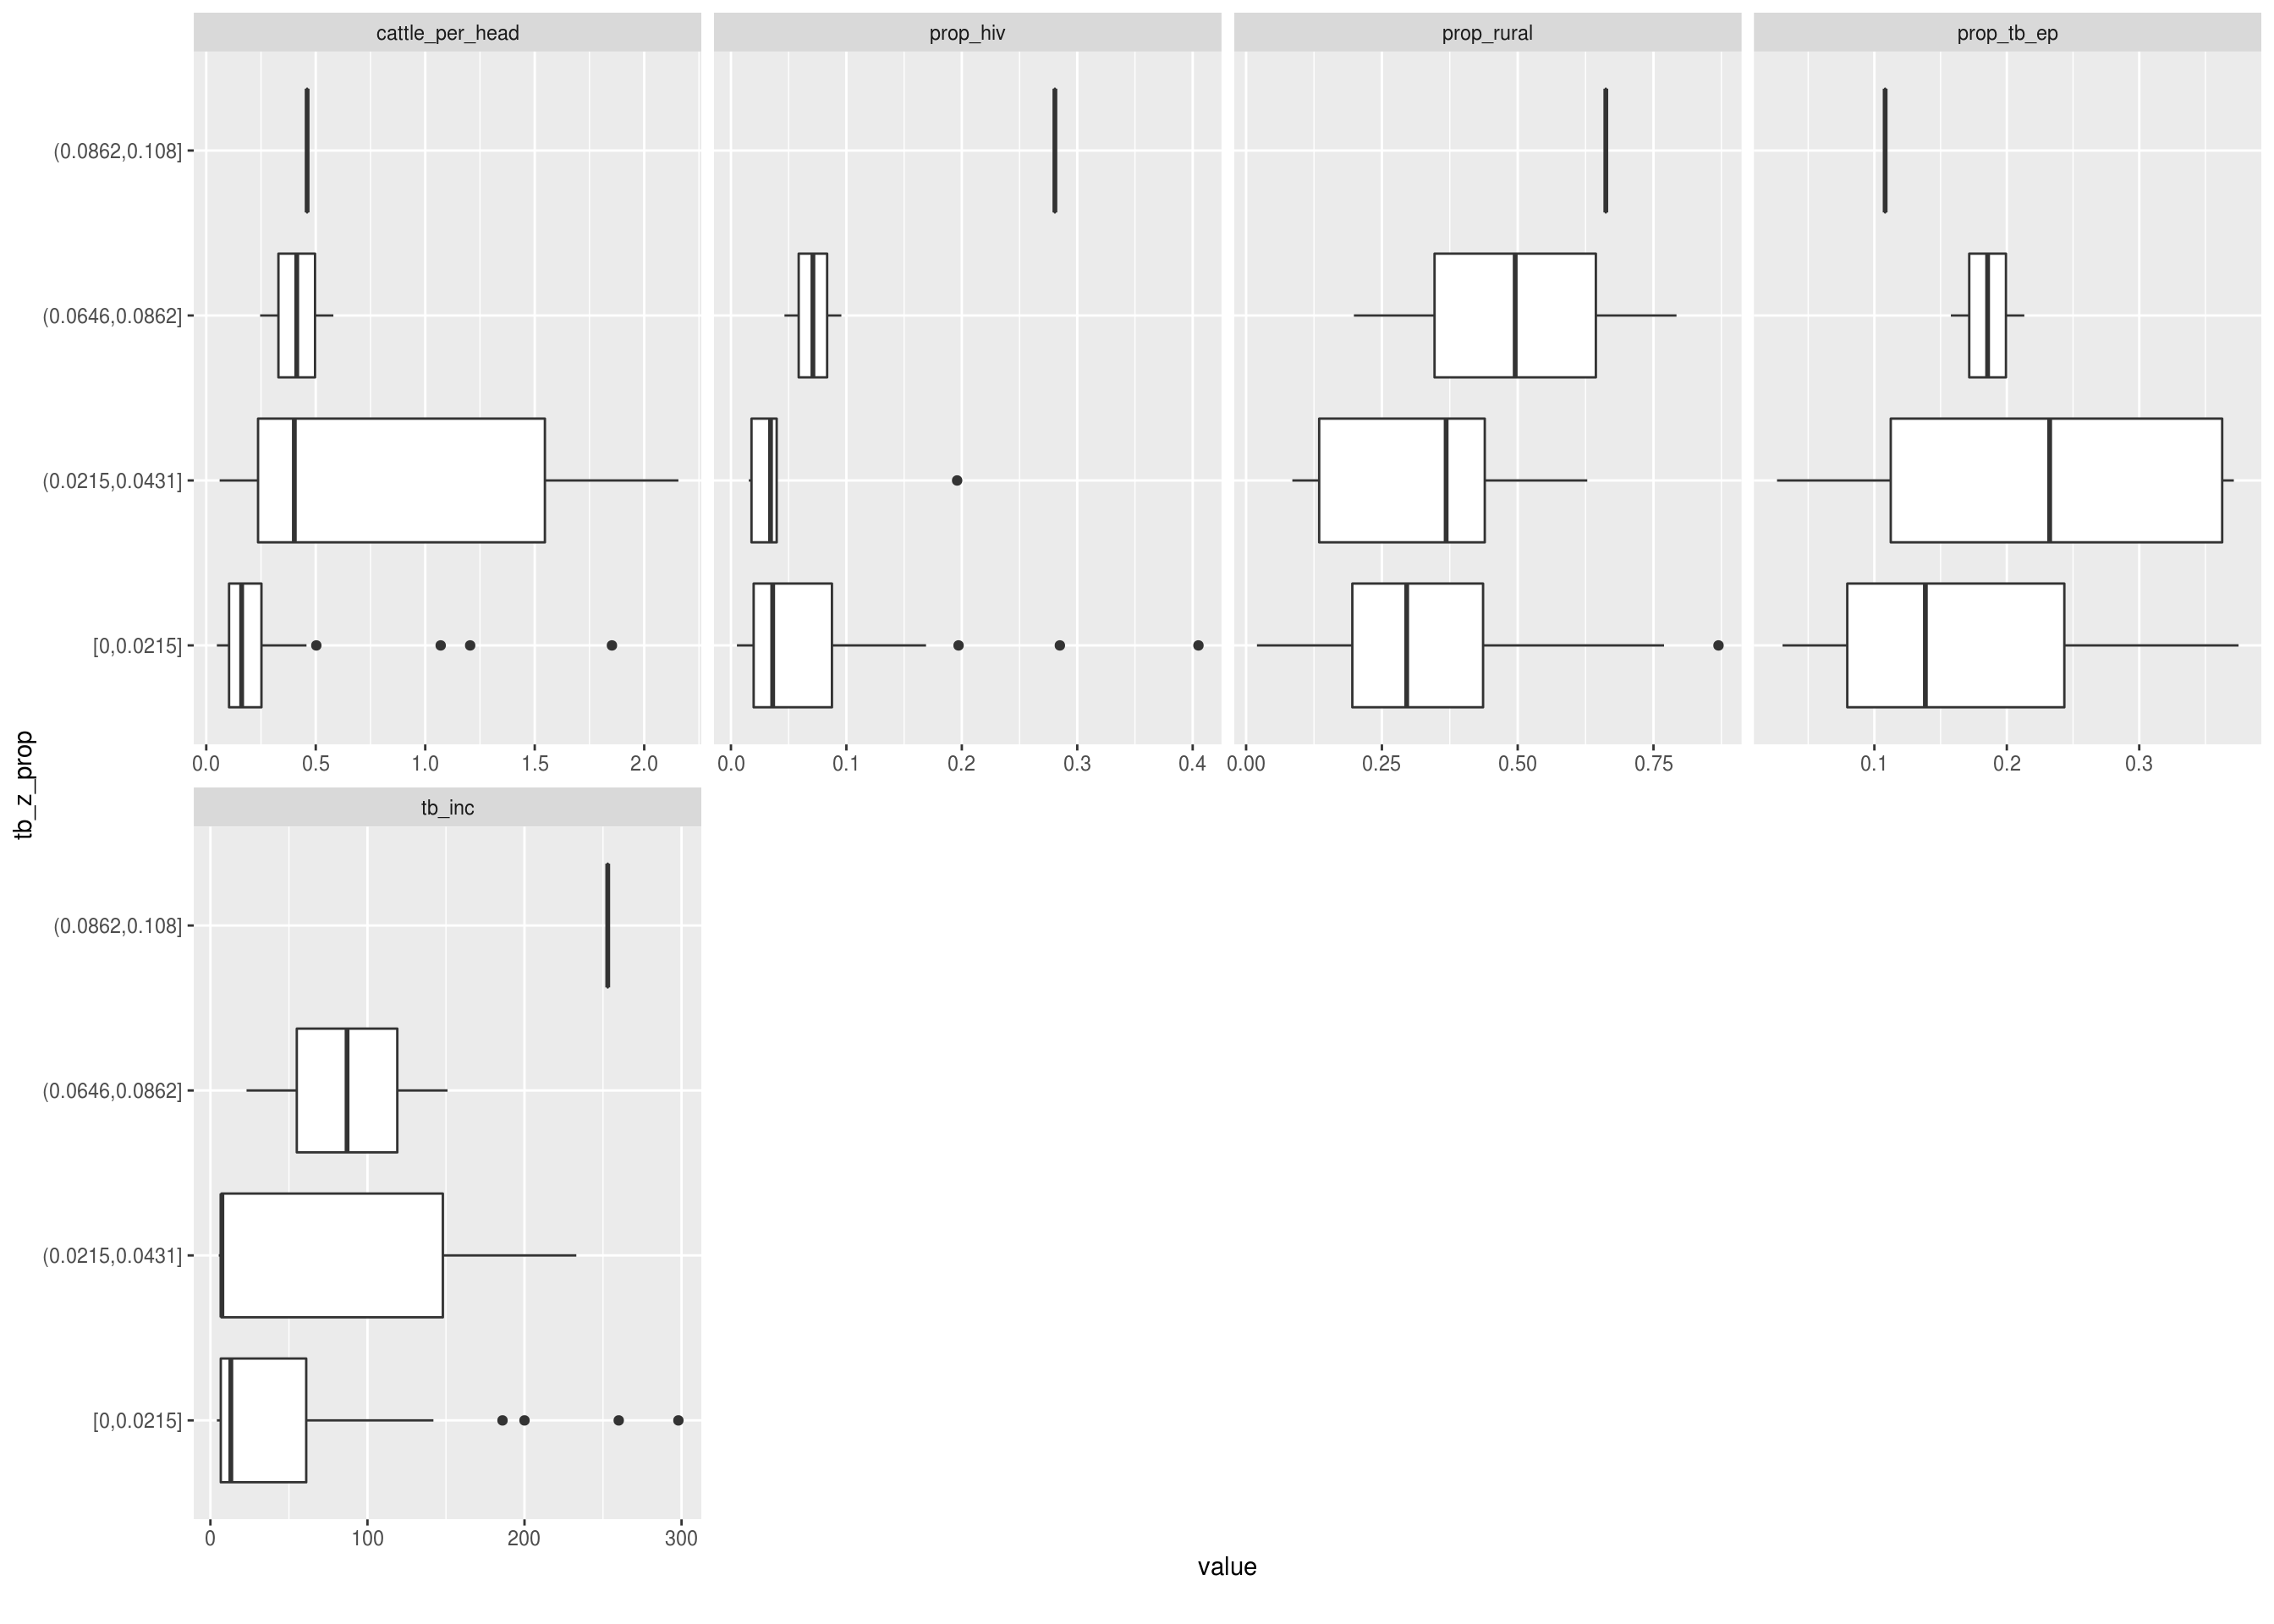 cattle_per_head prop_hiv prop_rural prop_tb_ep
(0.0862,0.108]
(0.0646,0.0862]
(0.0215,0.0431]
[0,0.0215]
0.0 0.5 1.0 1.5 2.0 0.0 0.1 0.2 0.3 0.4 0.00 0.25 0.50 0.75 0.1 0.2 0.3
tb_z_prop
tb_inc
(0.0862,0.108]
(0.0646,0.0862]
(0.0215,0.0431]
[0,0.0215]
0 100 200 300
value